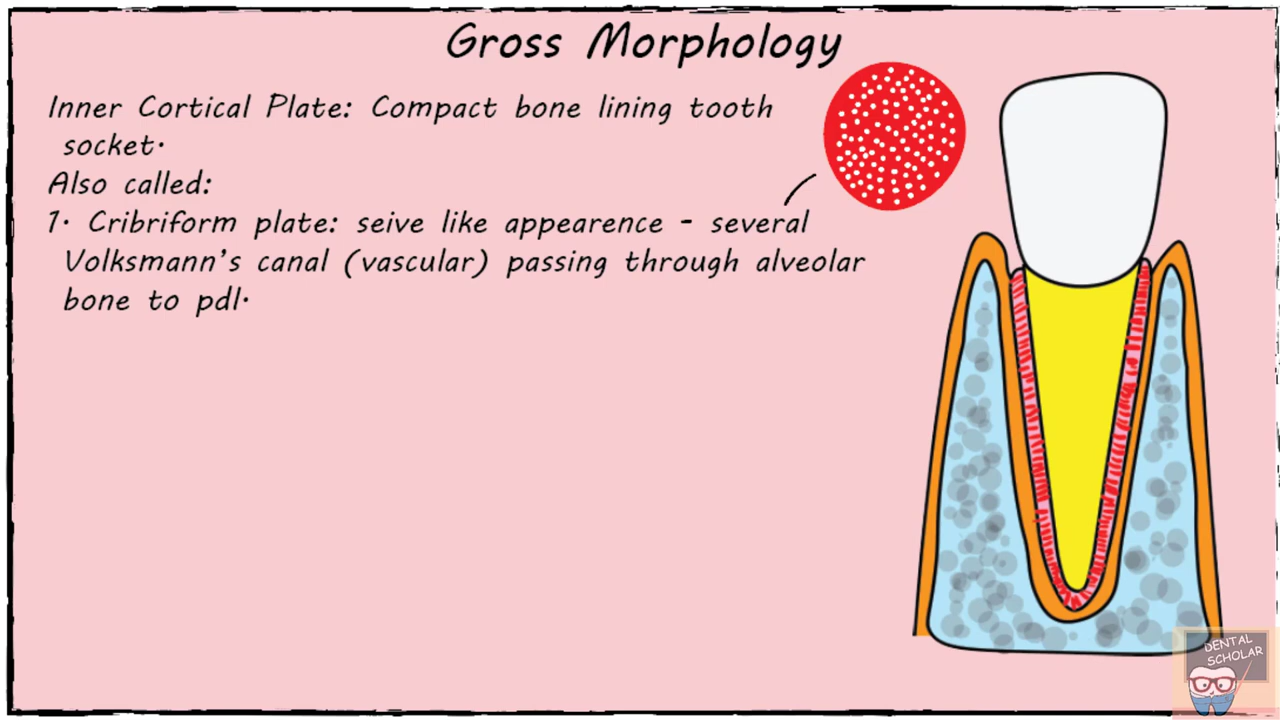 Gross Morphology
Inner Cortical Plate: Compact bone lining tooth
socket.
Also called:
1. Cribriform plate: seive like appearence - several
Volksmann's canal (vascular) passing through alveolar
bone to pdl.
DENTAL
SCHOLAR